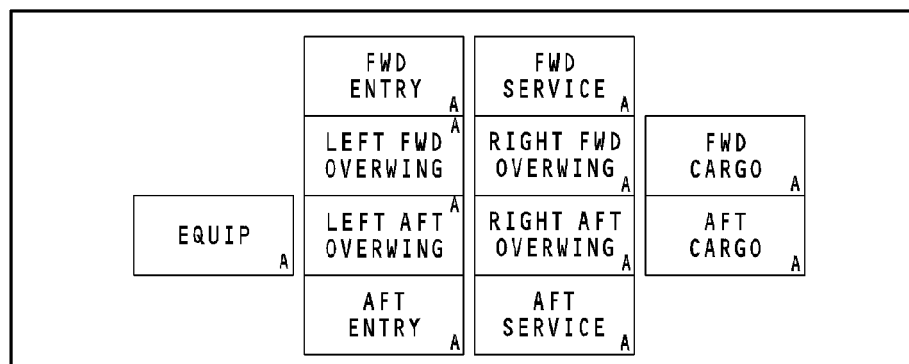 FWD
ENTRY A
FWD
SERVICE A
A
LEFT FWD
OVERWING
RIGHT FWD
OVERWING A
FWD
CARGO A
EQUIP A
A
LEFT AFT
OVERWING
RIGHT AFT
OVERWING A
AFT
CARGO A
AFT
ENTRY A
AFT
SERVICE A